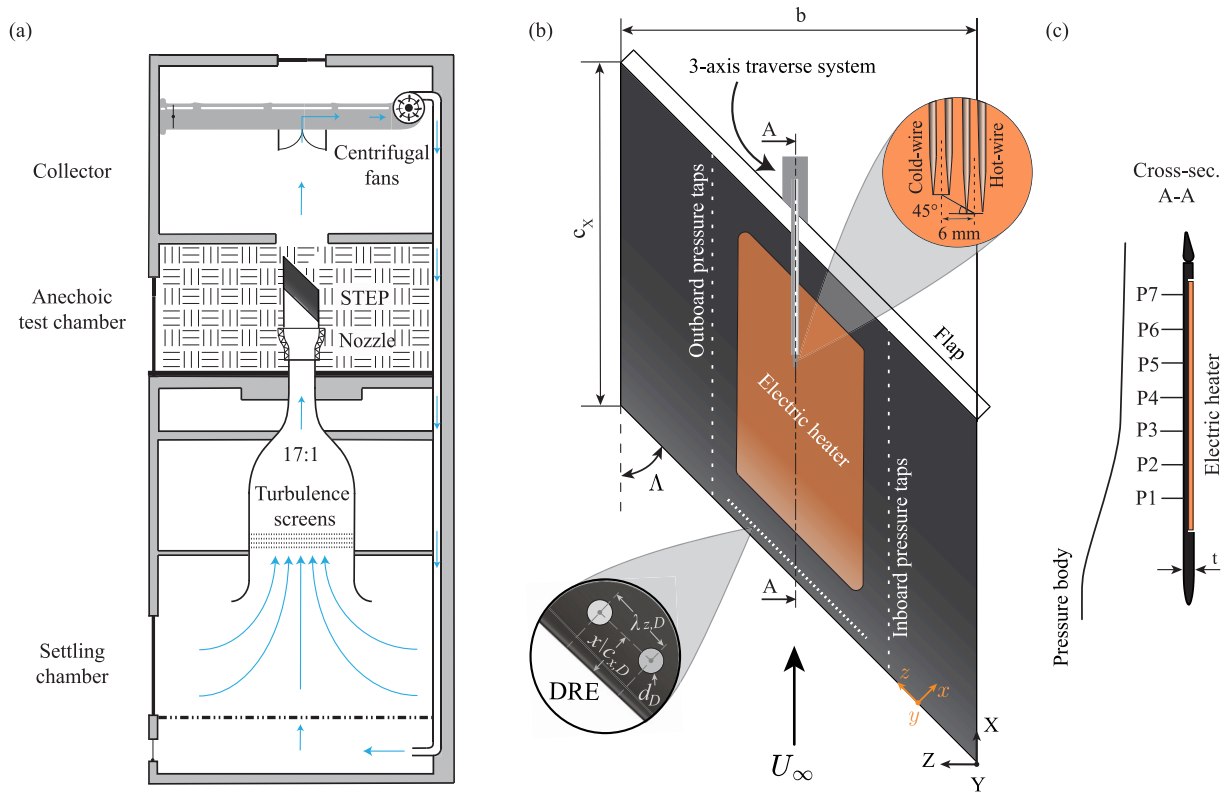 (a)
Collector
Centrifugal
fans
Anechoic
test chamber
STEP
Nozzle
17:1
Turbulence
screens
Settling
chamber
(b)
b
3-axis traverse system
A
Cold-wire
Hot-wire
45°
6 mm
c_x
Outboard pressure taps
Flap
Electric heater
Λ
Inboard pressure taps
A
λ_{z,D}
x|c_{x,D}
d_D
DRE
z
x
y
X
Z
Y
U_∞
(c)
Cross-sec.
A-A
P7
P6
P5
P4
P3
P2
P1
Electric heater
Pressure body
t